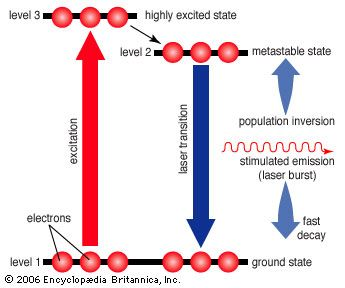 level 3
highly excited state
level 2
metastable state
excitation
laser transition
population inversion
stimulated emission
(laser burst)
electrons
fast
decay
level 1
ground state
© 2006 Encyclopædia Britannica, Inc.